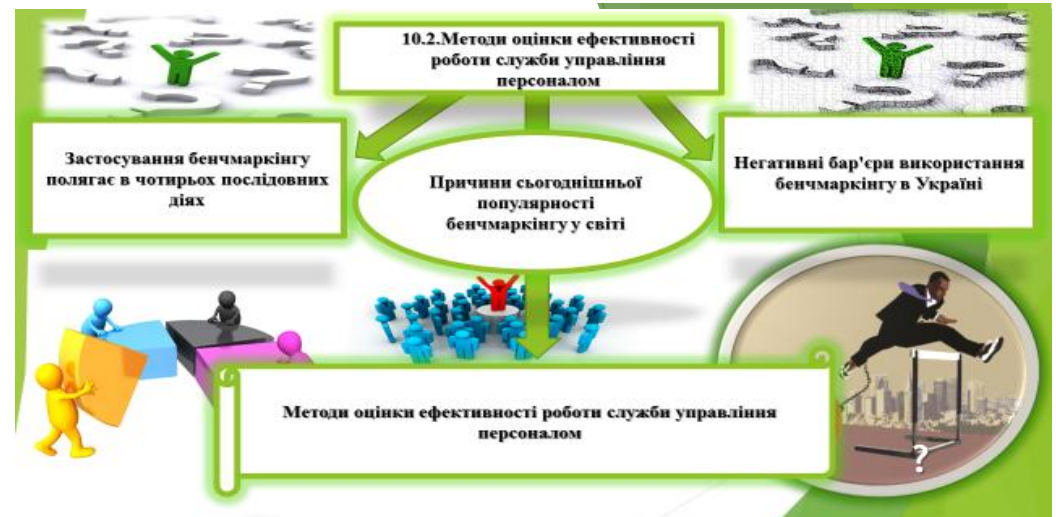 10.2.Методи оцінки ефективності
роботи служби управління
персоналом
Застосування бенчмаркінгу
полягає в чотирьох послідовних
діях
Причини сьогоднішньої
популярності
бенчмаркінгу у світі
Негативні бар'єри використання
бенчмаркінгу в Україні
Методи оцінки ефективності роботи служби управління
персоналом
?